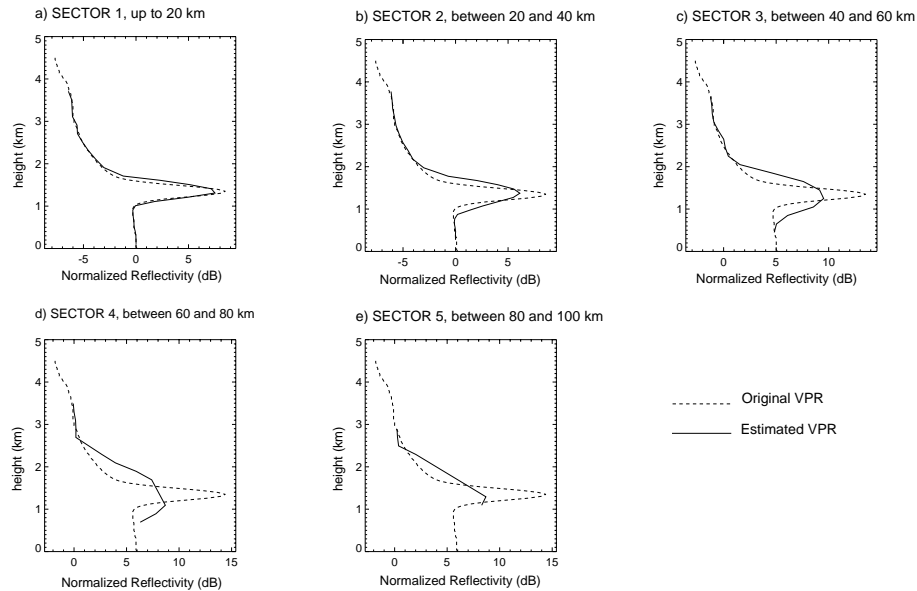 a) SECTOR 1, up to 20 km
b) SECTOR 2, between 20 and 40 km
c) SECTOR 3, between 40 and 60 km
5
4
3
2
1
0
height (km)
-5 0 5
Normalized Reflectivity (dB)
5
4
3
2
1
0
height (km)
-5 0 5
Normalized Reflectivity (dB)
5
4
3
2
1
0
height (km)
0 5 10
Normalized Reflectivity (dB)
d) SECTOR 4, between 60 and 80 km
e) SECTOR 5, between 80 and 100 km
5
4
3
2
1
0
height (km)
0 5 10 15
Normalized Reflectivity (dB)
5
4
3
2
1
0
height (km)
0 5 10 15
Normalized Reflectivity (dB)
Original VPR
Estimated VPR